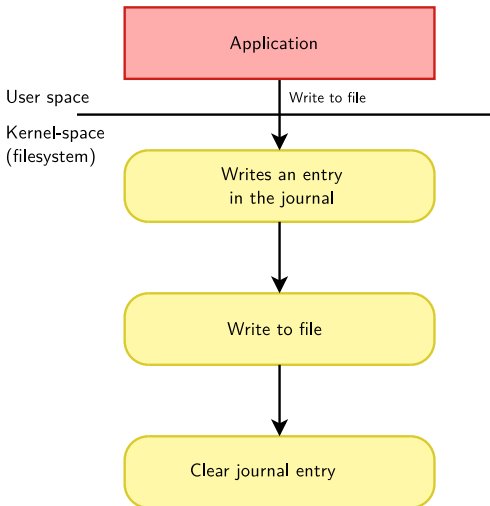 Application
User space
Write to file
Kernel-space
(filesystem)
Writes an entry
in the journal
Write to file
Clear journal entry